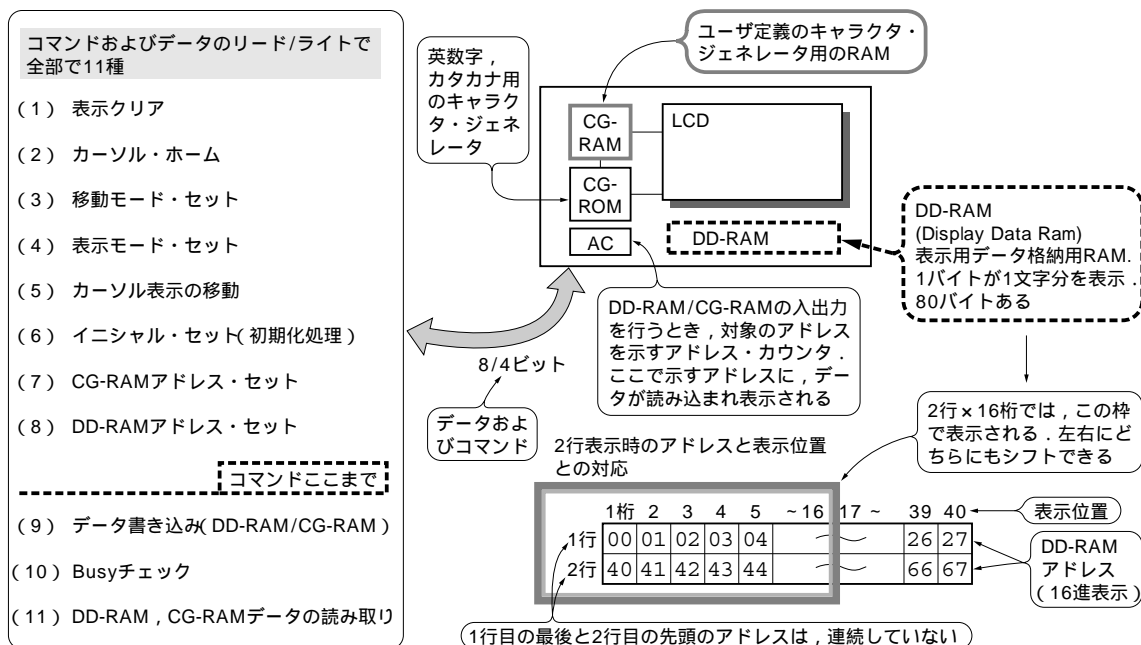 コマンドおよびデータのリード/ライトで
全部で11種
(1) 表示クリア
(2) カーソル・ホーム
(3) 移動モード・セット
(4) 表示モード・セット
(5) カーソル表示の移動
(6) イニシャル・セット(初期化処理)
(7) CG-RAMアドレス・セット
(8) DD-RAMアドレス・セット
コマンドここまで
(9) データ書き込み(DD-RAM/CG-RAM)
(10) Busyチェック
(11) DD-RAM,CG-RAMデータの読み取り
英数字,
カタカナ用
のキャラク
タ・ジェネ
レータ
ユーザ定義のキャラクタ・
ジェネレータ用のRAM
CG-
RAM
LCD
CG-
ROM
AC
DD-RAM
DD-RAM
(Display Data Ram)
表示用データ格納用RAM.
1バイトが1文字分を表示.
80バイトある
DD-RAM/CG-RAMの入出力
を行うとき,対象のアドレス
を示すアドレス・カウンタ.
ここで示すアドレスに,デー
タが読み込まれ表示される
8/4ビット
データおよ
びコマンド
2行×16桁では,この枠
で表示される.左右にど
ちらにもシフトできる
2行表示時のアドレスと表示位置
との対応
1桁 2 3 4 5 ~16 17~ 39 40
表示位置
1行 00 01 02 03 04 26 27
2行 40 41 42 43 44 66 67
DD-RAM
アドレス
(16進表示)
1行目の最後と2行目の先頭のアドレスは,連続していない